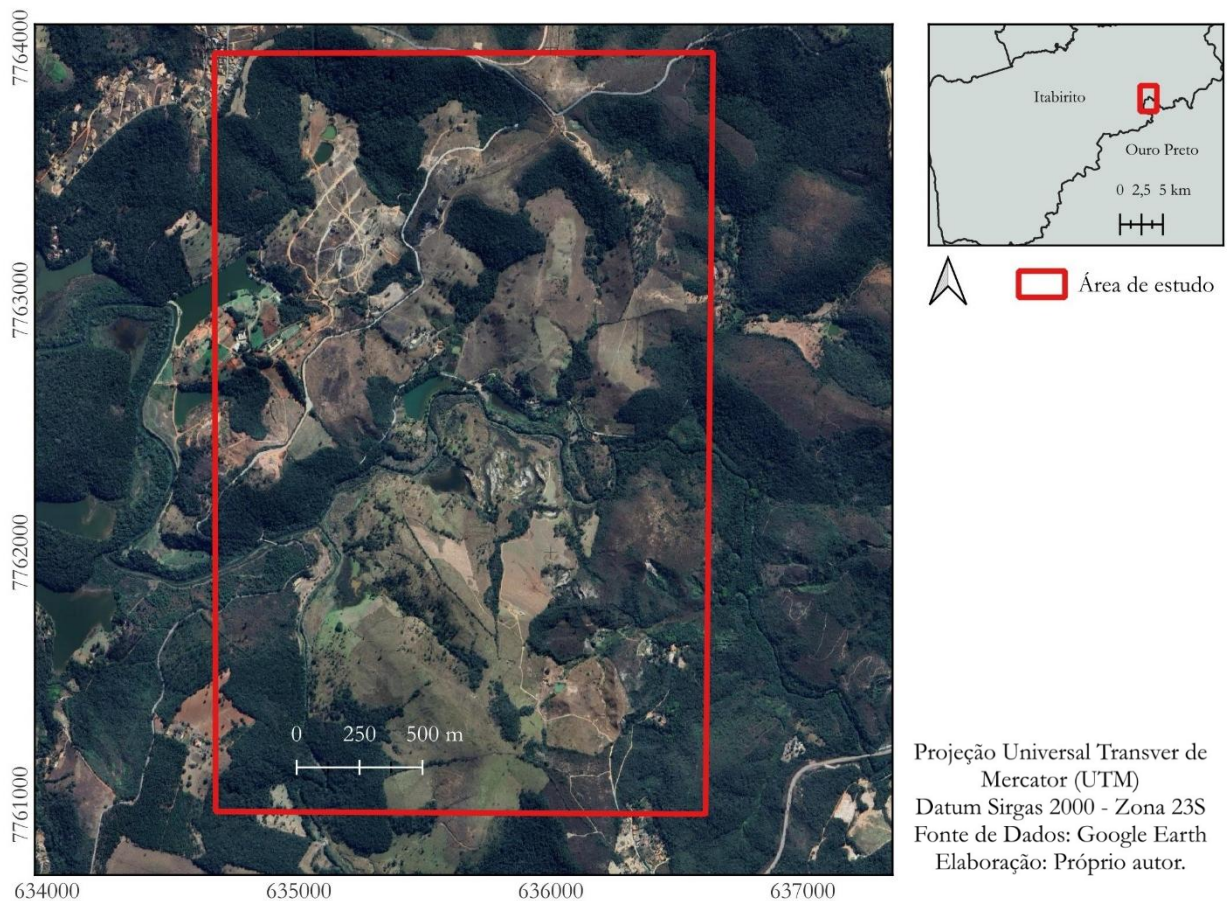 7764000
7763000
7762000
7761000
634000
635000
636000
637000
0 250 500 m
Itabirito
Ouro Preto
0 2,5 5 km
Área de estudo
Projeção Universal Transver de
Mercator (UTM)
Datum Sirgas 2000 - Zona 23S
Fonte de Dados: Google Earth
Elaboração: Próprio autor.